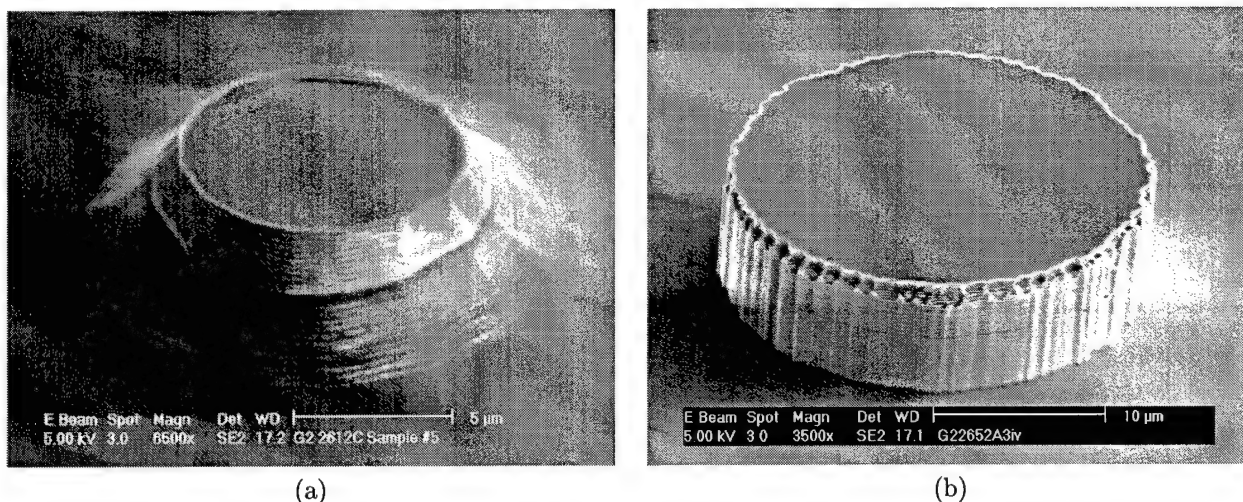 E Beam Spot Magn Det WD 5 µm
5.00 kV 3.0 6500x SE2 17.2 G2 2612C Sample #5
(a)
E Beam Spot Magn Det WD 10 µm
5.00 kV 3.0 3500x SE2 17.1 G22652A3iv
(b)